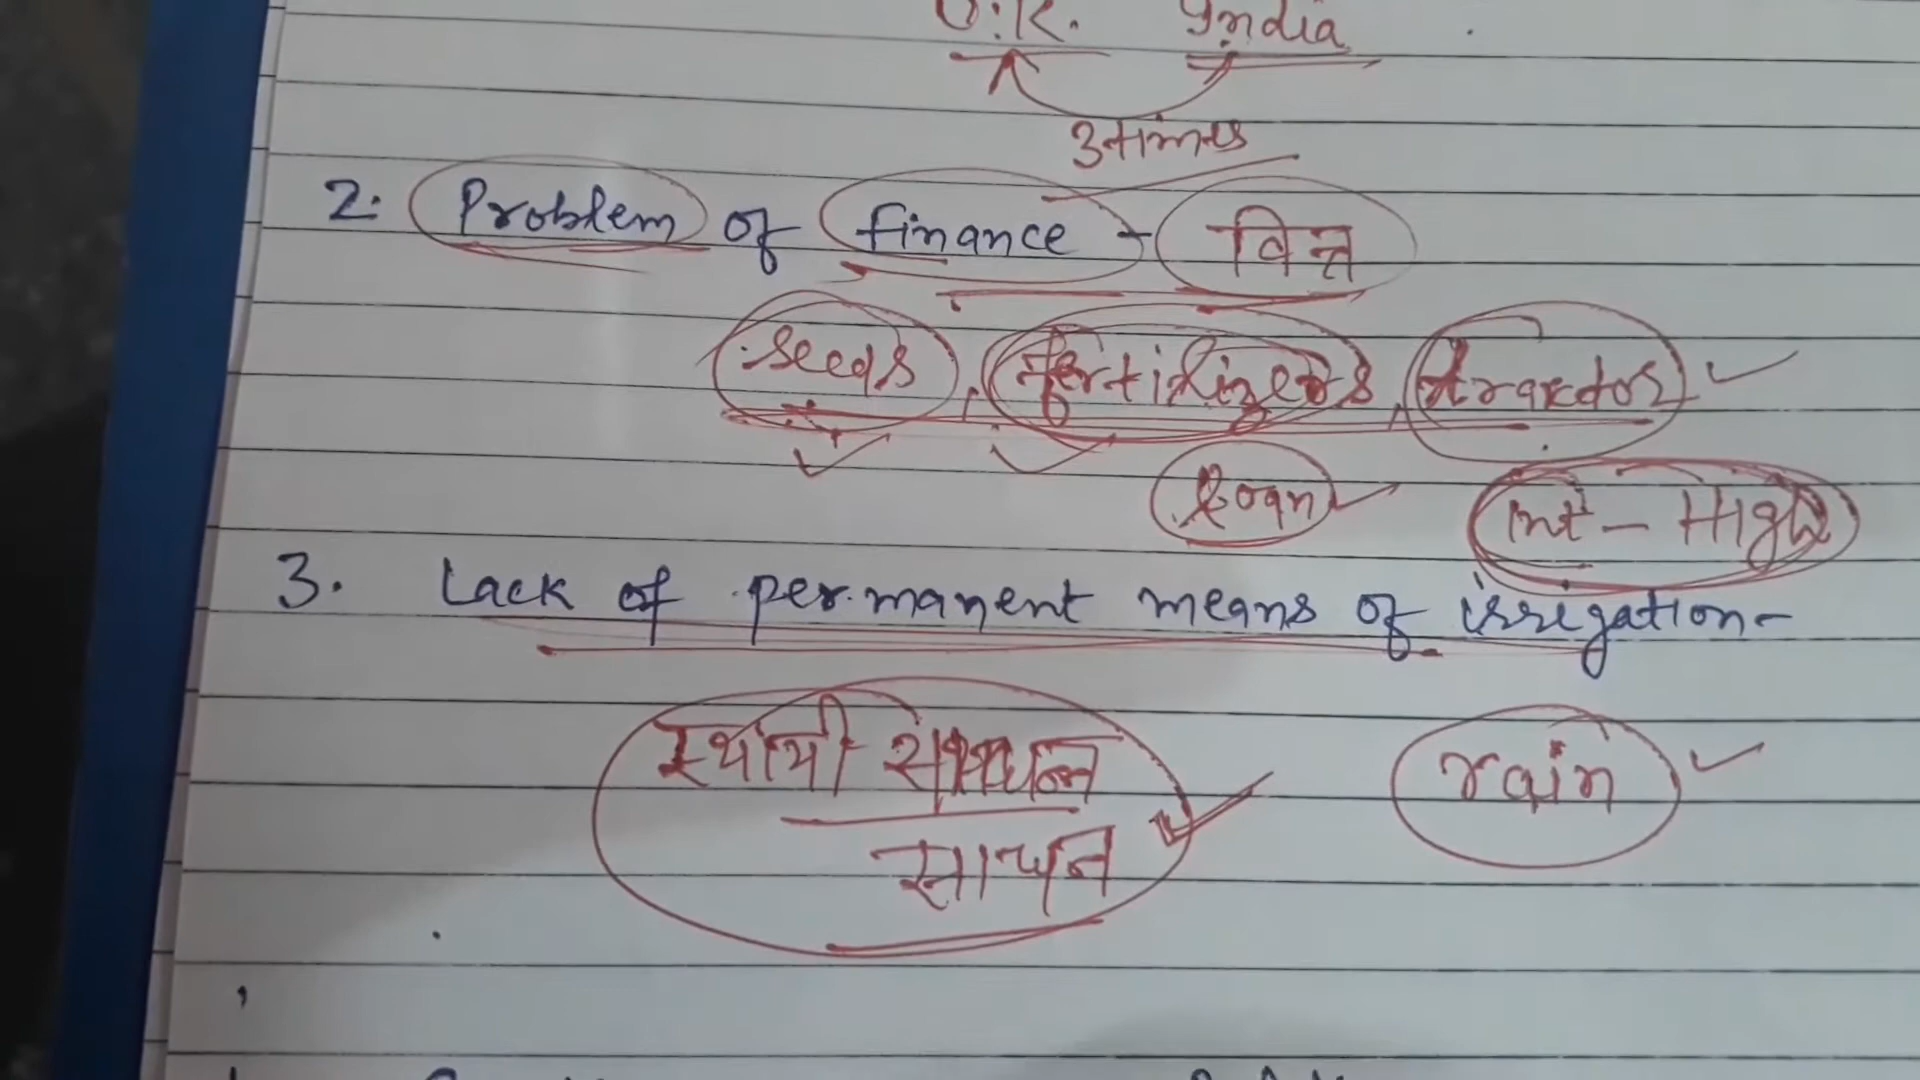 U.K. India
3 times
2. Problem of finance - वित्त
seeds, fertilizers, tractor
loan int - High
3. Lack of permanent means of irrigation -
स्थायी rain
साधन